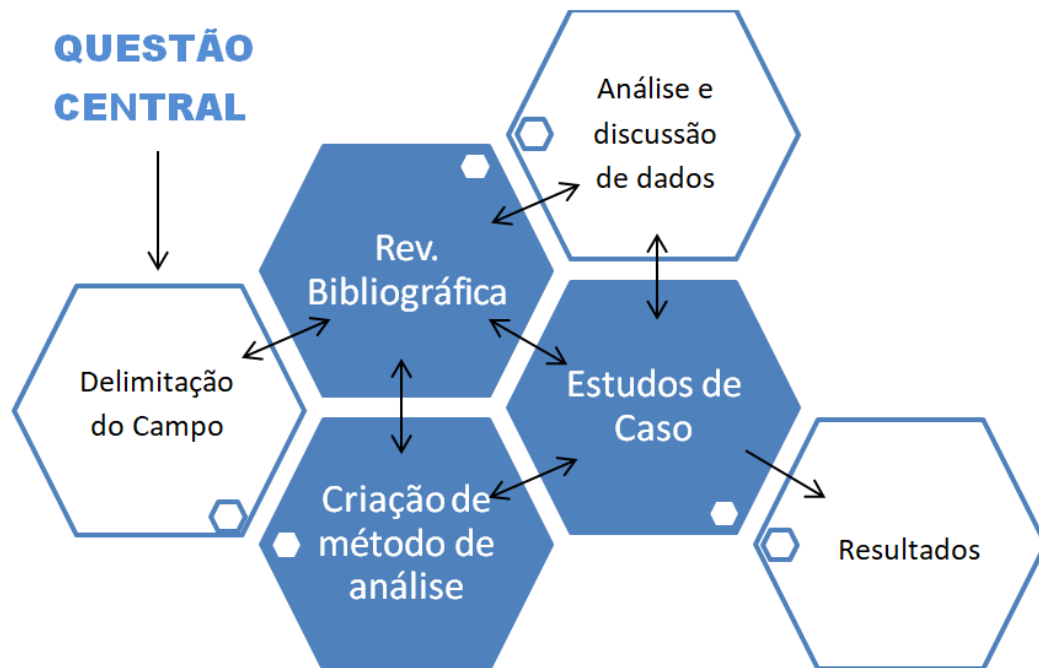 QUESTÃO
CENTRAL
Análise e
discussão
de dados
Rev.
Bibliográfica
Delimitação
do Campo
Estudos de
Caso
Criação de
método de
análise
Resultados